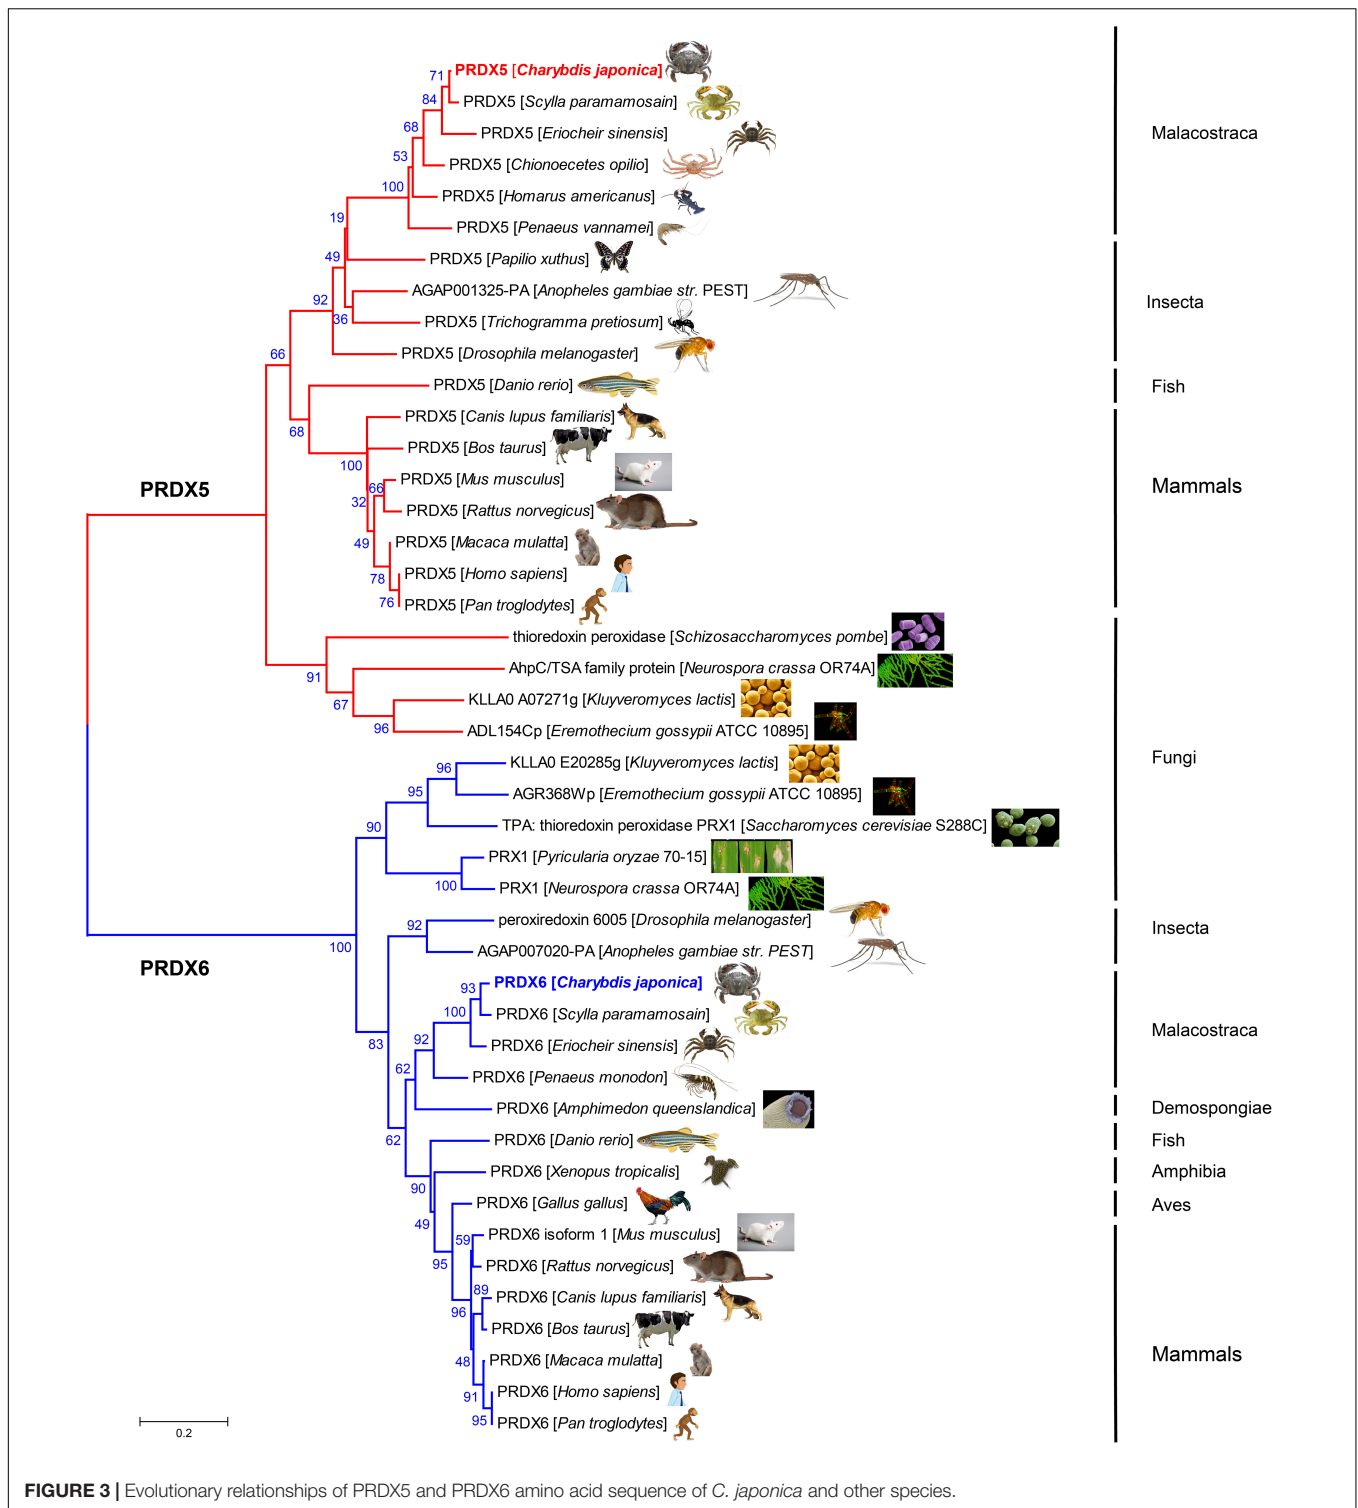 71
PRDX5 [Charybdis japonica]
84
PRDX5 [Scylla paramamosain]
68
PRDX5 [Eriocheir sinensis]
Malacostraca
53
PRDX5 [Chionoecetes opilio]
100
PRDX5 [Homarus americanus]
19
PRDX5 [Penaeus vannamei]
49
PRDX5 [Papilio xuthus]
92
AGAP001325-PA [Anopheles gambiae str. PEST]
Insecta
36
PRDX5 [Trichogramma pretiosum]
66
PRDX5 [Drosophila melanogaster]
PRDX5 [Danio rerio]
Fish
68
PRDX5 [Canis lupus familiaris]
PRDX5 [Bos taurus]
100
PRDX5 [Mus musculus]
66
PRDX5
Mammals
32
PRDX5 [Rattus norvegicus]
49
PRDX5 [Macaca mulatta]
78
PRDX5 [Homo sapiens]
76
PRDX5 [Pan troglodytes]
thioredoxin peroxidase [Schizosaccharomyces pombe]
91
AhpC/TSA family protein [Neurospora crassa OR74A]
67
KLLA0 A07271g [Kluyveromyces lactis]
96
ADL154Cp [Eremothecium gossypii ATCC 10895]
Fungi
96
KLLA0 E20285g [Kluyveromyces lactis]
95
AGR368Wp [Eremothecium gossypii ATCC 10895]
90
TPA: thioredoxin peroxidase PRX1 [Saccharomyces cerevisiae S288C]
PRX1 [Pyricularia oryzae 70-15]
100
PRX1 [Neurospora crassa OR74A]
92
peroxiredoxin 6005 [Drosophila melanogaster]
Insecta
100
AGAP007020-PA [Anopheles gambiae str. PEST]
PRDX6
93
PRDX6 [Charybdis japonica]
100
PRDX6 [Scylla paramamosain]
Malacostraca
83
92
PRDX6 [Eriocheir sinensis]
62
PRDX6 [Penaeus monodon]
PRDX6 [Amphimedon queenslandica]
Demospongiae
62
PRDX6 [Danio rerio]
Fish
PRDX6 [Xenopus tropicalis]
Amphibia
90
PRDX6 [Gallus gallus]
Aves
49
PRDX6 isoform 1 [Mus musculus]
59
95
PRDX6 [Rattus norvegicus]
89
PRDX6 [Canis lupus familiaris]
96
PRDX6 [Bos taurus]
48
PRDX6 [Macaca mulatta]
Mammals
91
PRDX6 [Homo sapiens]
95
PRDX6 [Pan troglodytes]
0.2
FIGURE 3 | Evolutionary relationships of PRDX5 and PRDX6 amino acid sequence of C. japonica and other species.